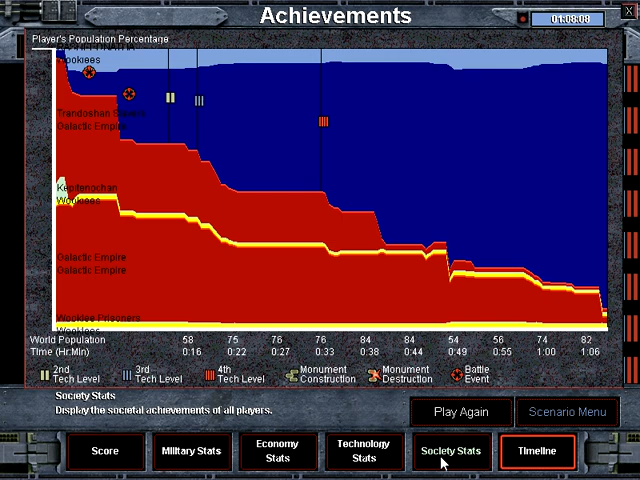 Achievements
X
01:08:08
Player's Population Percentage
Wookiees
Trandoshan Slavers
Galactic Empire
Kepitenochan
Wookiees
Galactic Empire
Galactic Empire
Wookiee Prisoners
Wookiees
World Population 58 75 76 76 84 84 54 56 74 82
Time (Hr:Min) 0:16 0:22 0:27 0:33 0:38 0:44 0:49 0:55 1:00 1:06
2nd Tech Level
3rd Tech Level
4th Tech Level
Monument Construction
Monument Destruction
Battle Event
Society Stats
Display the societal achievements of all players.
Play Again
Scenario Menu
Score
Military Stats
Economy Stats
Technology Stats
Society Stats
Timeline